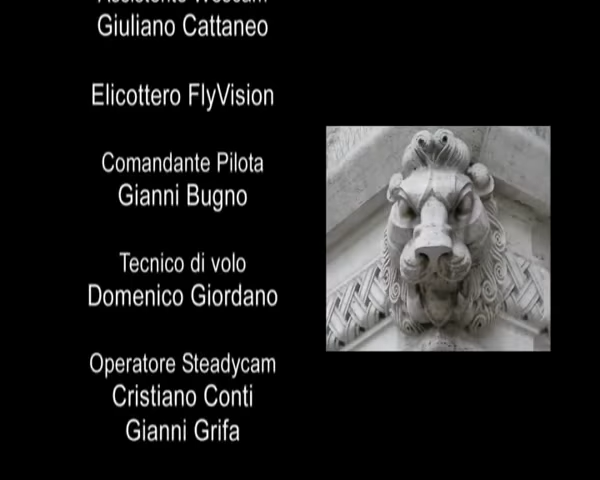 Giuliano Cattaneo
Elicottero FlyVision
Comandante Pilota
Gianni Bugno
Tecnico di volo
Domenico Giordano
Operatore Steadycam
Cristiano Conti
Gianni Grifa